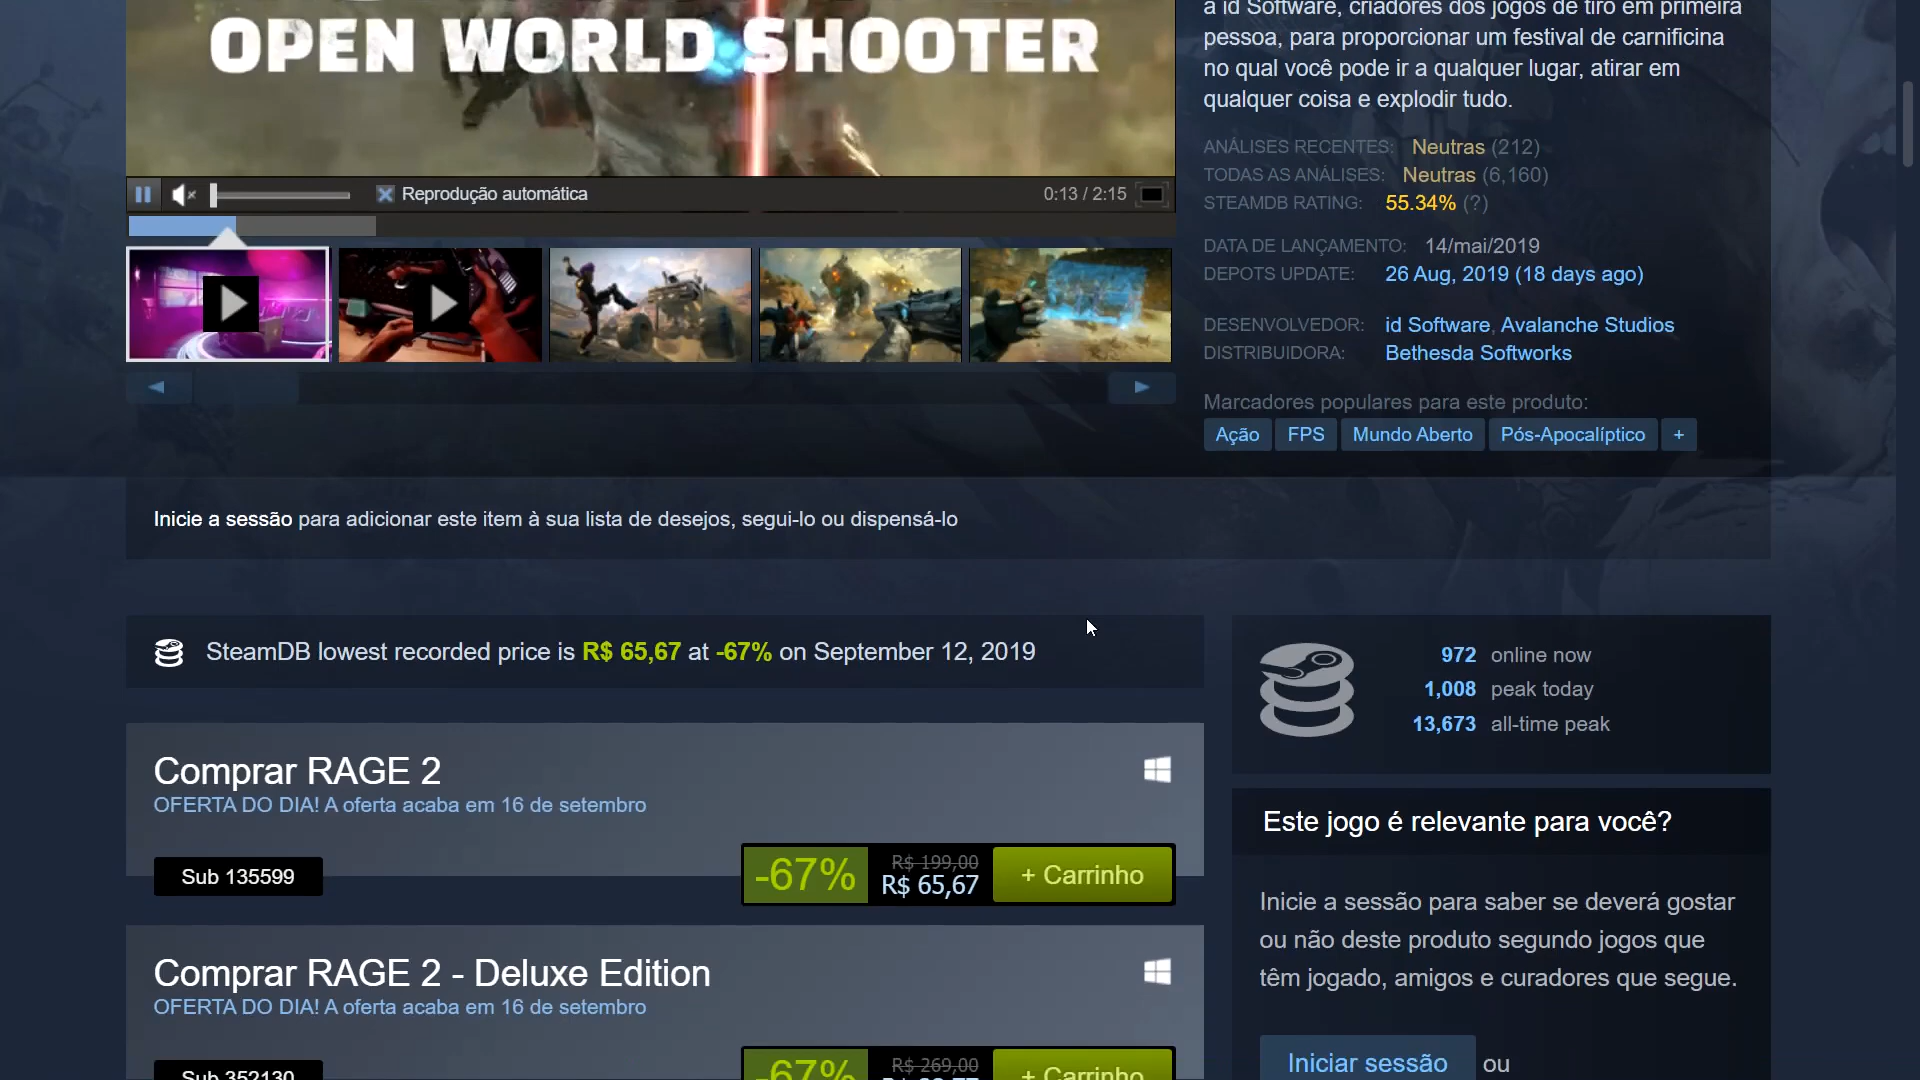 OPEN WORLD SHOOTER
Reprodução automática
0:13 / 2:15
a id Software, criadores dos jogos de tiro em primeira
pessoa, para proporcionar um festival de carnificina
no qual você pode ir a qualquer lugar, atirar em
qualquer coisa e explodir tudo.
ANÁLISES RECENTES: Neutras (212)
TODAS AS ANÁLISES: Neutras (6,160)
STEAMDB RATING: 55.34% (?)
DATA DE LANÇAMENTO: 14/mai/2019
DEPOTS UPDATE: 26 Aug, 2019 (18 days ago)
DESENVOLVEDOR: id Software, Avalanche Studios
DISTRIBUIDORA: Bethesda Softworks
Marcadores populares para este produto:
Ação FPS Mundo Aberto Pós-Apocalíptico +
Inicie a sessão para adicionar este item à sua lista de desejos, segui-lo ou dispensá-lo
SteamDB lowest recorded price is R$ 65,67 at -67% on September 12, 2019
Comprar RAGE 2
OFERTA DO DIA! A oferta acaba em 16 de setembro
Sub 135599
-67%
R$ 199,00
R$ 65,67
+ Carrinho
Comprar RAGE 2 - Deluxe Edition
OFERTA DO DIA! A oferta acaba em 16 de setembro
Sub 352130
-67%
R$ 269,00
+ Carrinho
972 online now
1,008 peak today
13,673 all-time peak
Este jogo é relevante para você?
Inicie a sessão para saber se deverá gostar
ou não deste produto segundo jogos que
têm jogado, amigos e curadores que segue.
Iniciar sessão ou